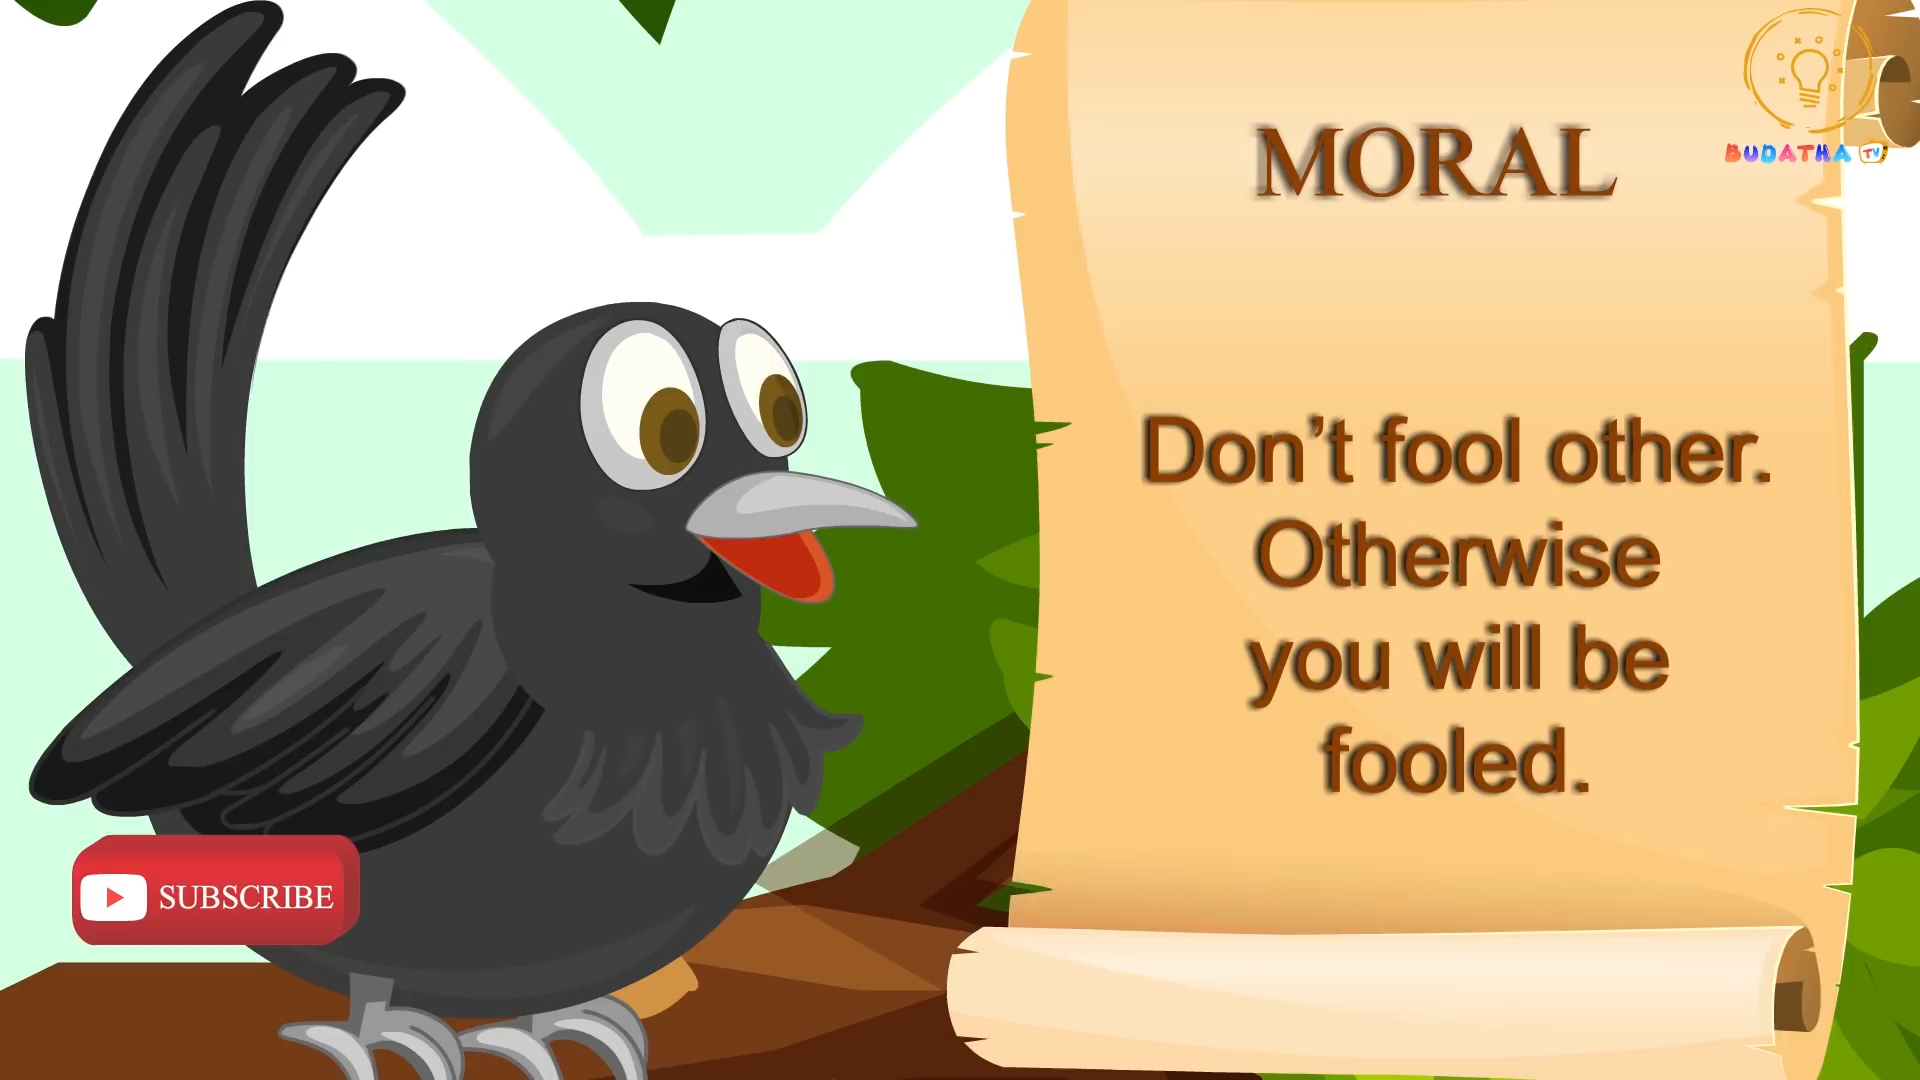 BUDATHA TV
MORAL
Don’t fool other.
Otherwise
you will be
fooled.
SUBSCRIBE